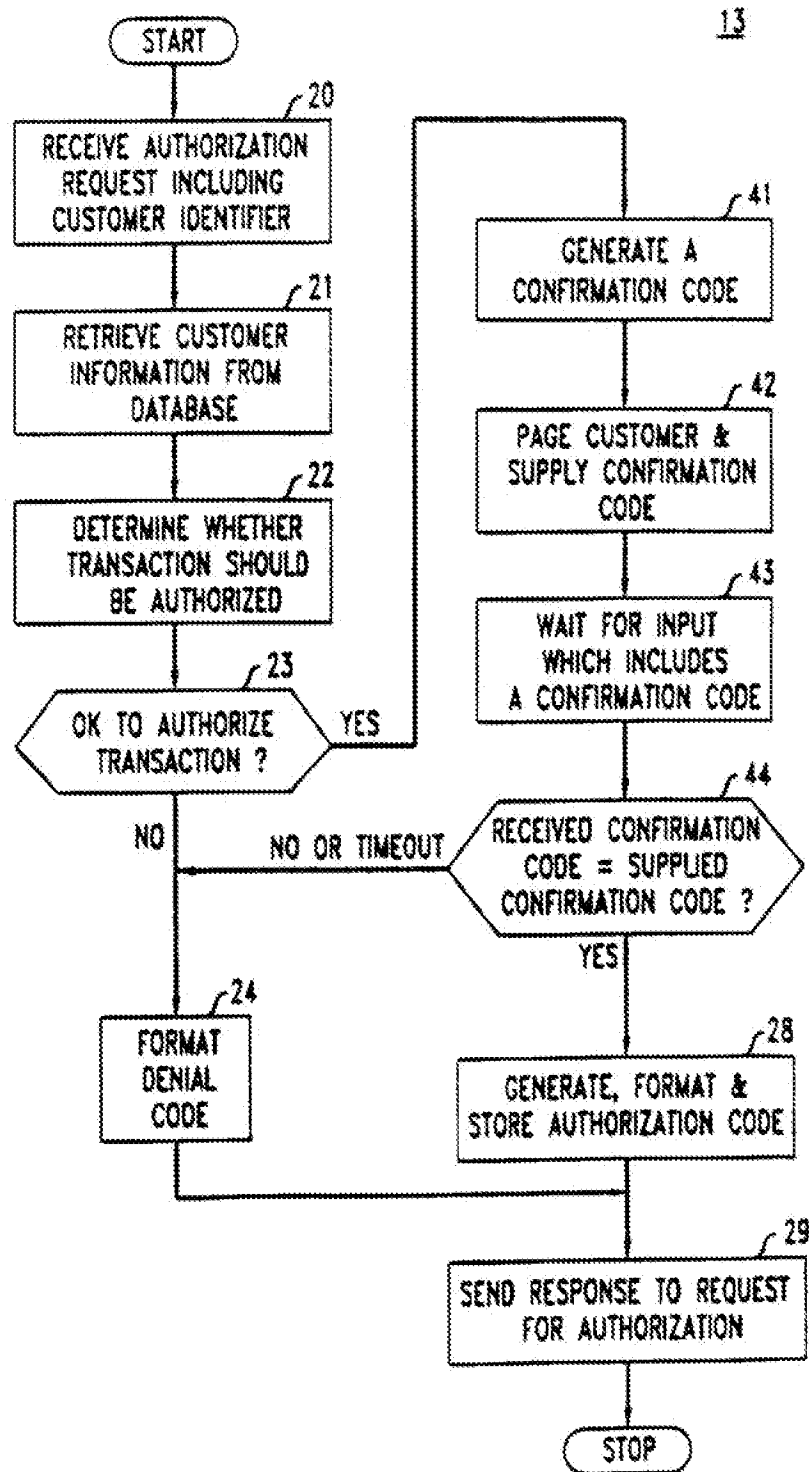 13
START
20
RECEIVE AUTHORIZATION
REQUEST INCLUDING
CUSTOMER IDENTIFIER
21
RETRIEVE CUSTOMER
INFORMATION FROM
DATABASE
22
DETERMINE WHETHER
TRANSACTION SHOULD
BE AUTHORIZED
23
OK TO AUTHORIZE
TRANSACTION ?
YES
NO
24
FORMAT
DENIAL
CODE
41
GENERATE A
CONFIRMATION CODE
42
PAGE CUSTOMER &
SUPPLY CONFIRMATION
CODE
43
WAIT FOR INPUT
WHICH INCLUDES
A CONFIRMATION CODE
44
RECEIVED CONFIRMATION
CODE = SUPPLIED
CONFIRMATION CODE ?
NO OR TIMEOUT
YES
28
GENERATE, FORMAT &
STORE AUTHORIZATION CODE
29
SEND RESPONSE TO REQUEST
FOR AUTHORIZATION
STOP